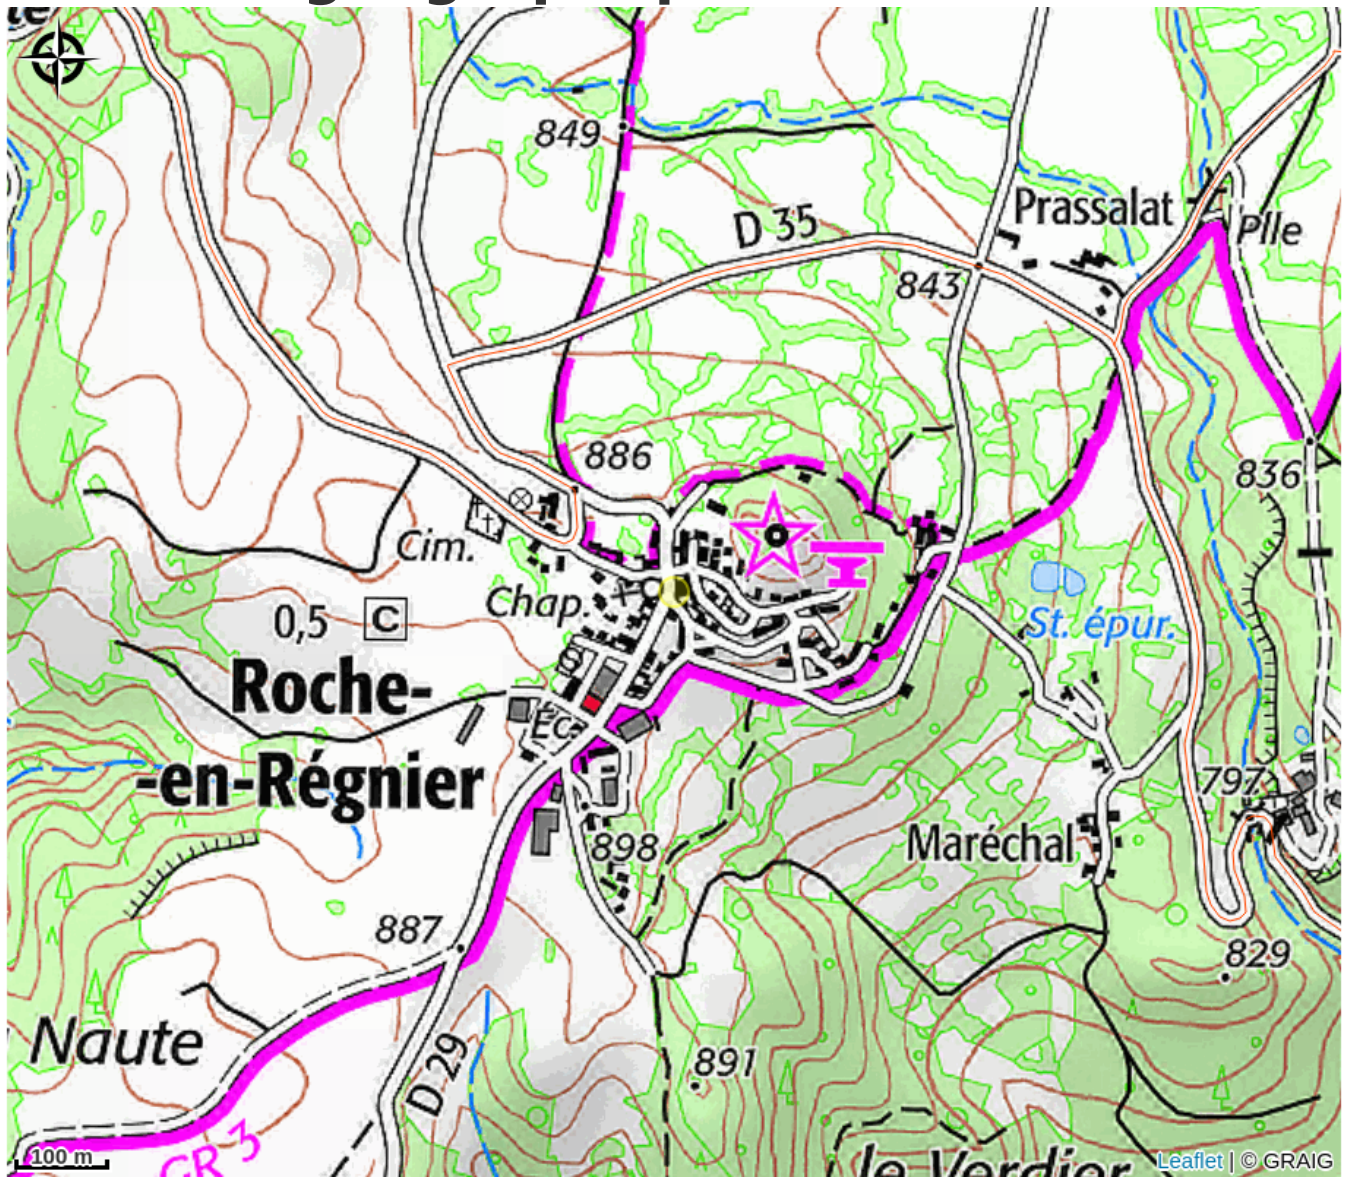 849
D 35
Prassalat
Plle
843
886
836
Cim.
Chap.
0,5 C
St. épur.
Roche-
-en-Régnier
Éc.
797
Maréchal
898
887
829
Naute
891
D 29
GR 3
le Verdier
100 m
Leaflet | © GRAIG